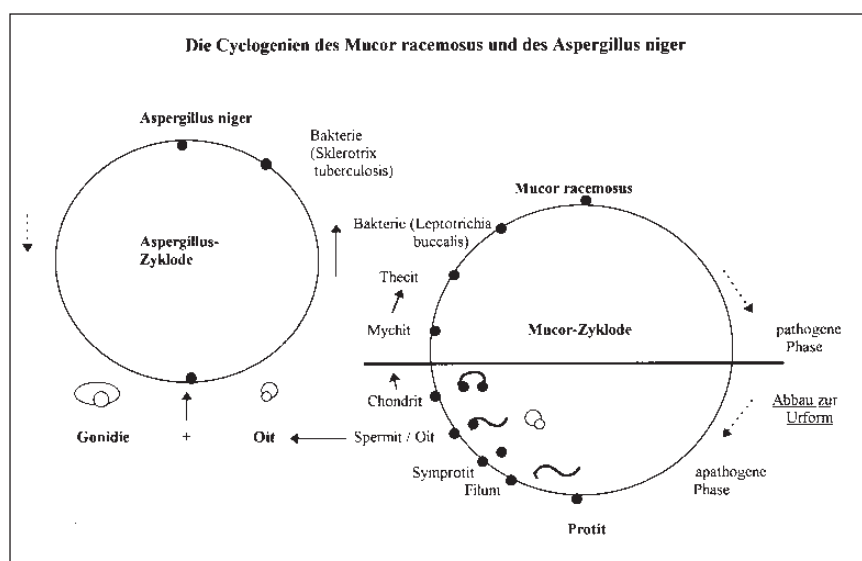 Die Cyclogenien des Mucor racemosus und des Aspergillus niger
Aspergillus niger
Bakterie
(Sklerotrix
tuberculosis)
Aspergillus-
Zyklode
Mucor racemosus
Bakterie (Leptotrichia
buccalis)
Thecit
Mychit
Mucor-Zyklode
pathogene
Phase
Chondrit
Abbau zur
Urform
Gonidie + Oit
Spermit / Oit
Symprotit
Filum
apathogene
Phase
Protit